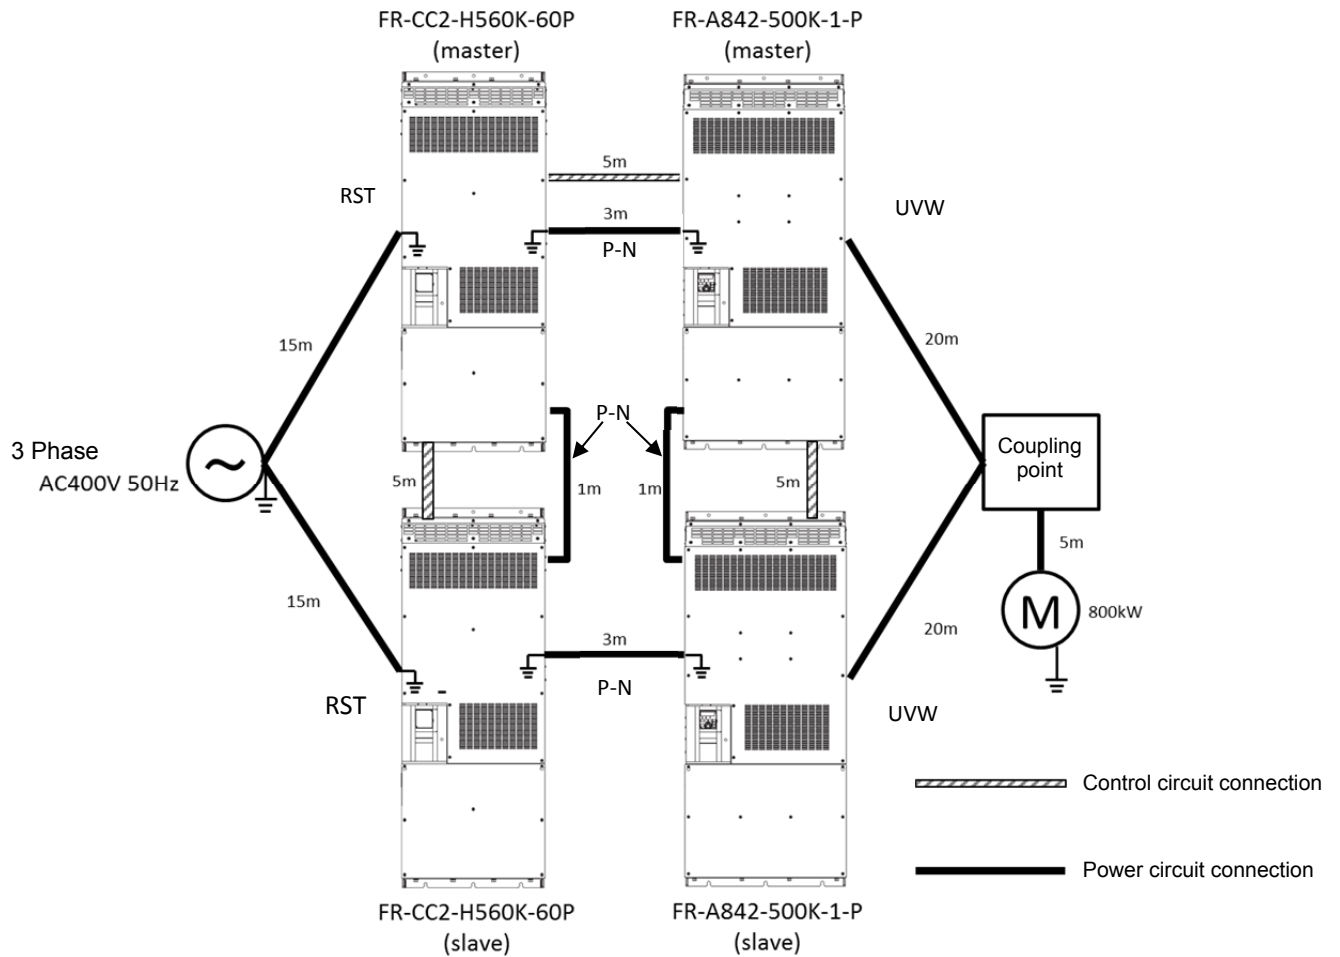 FR-CC2-H560K-60P
(master)
FR-A842-500K-1-P
(master)
5m
RST
UVW
3m
P-N
15m
20m
P-N
3 Phase
AC400V 50Hz
Coupling
point
5m
1m
1m
5m
5m
15m
800kW
20m
3m
M
P-N
RST
UVW
Control circuit connection
Power circuit connection
FR-CC2-H560K-60P
(slave)
FR-A842-500K-1-P
(slave)